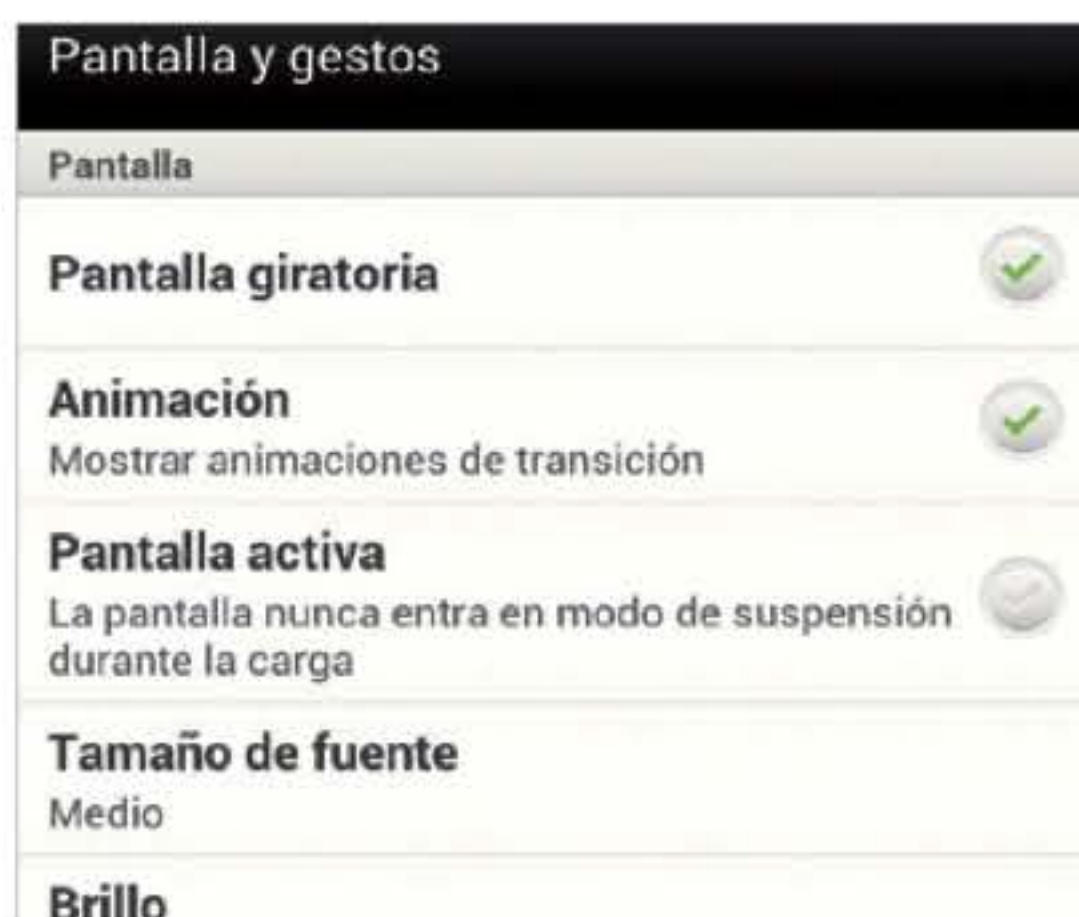 Pantalla y gestos
Pantalla
Pantalla giratoria
Animación
Mostrar animaciones de transición
Pantalla activa
La pantalla nunca entra en modo de suspensión
durante la carga
Tamaño de fuente
Medio
Brillo